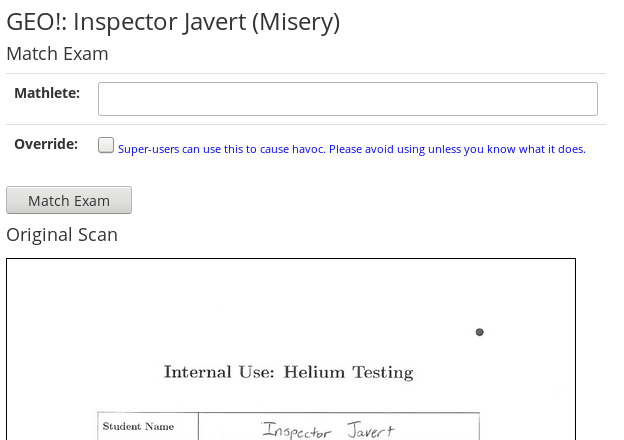 GEO!: Inspector Javert (Misery)
Match Exam
Mathlete:
Override: Super-users can use this to cause havoc. Please avoid using unless you know what it does.
Match Exam
Original Scan
Internal Use: Helium Testing
Student Name Inspector Javert